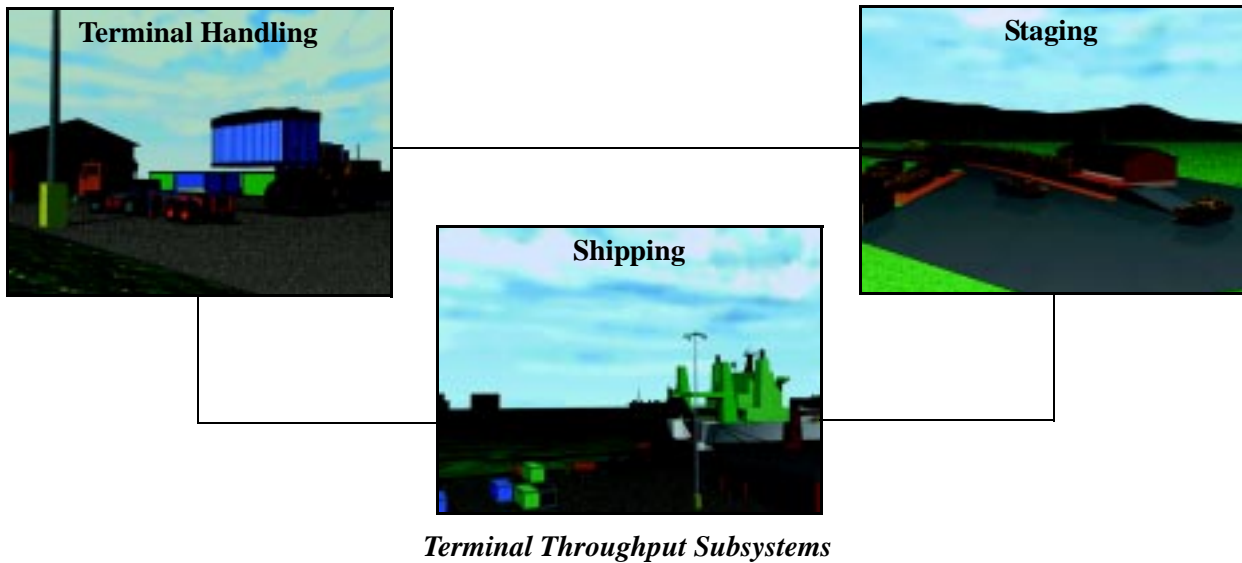 Terminal Handling
Staging
Shipping
Terminal Throughput Subsystems